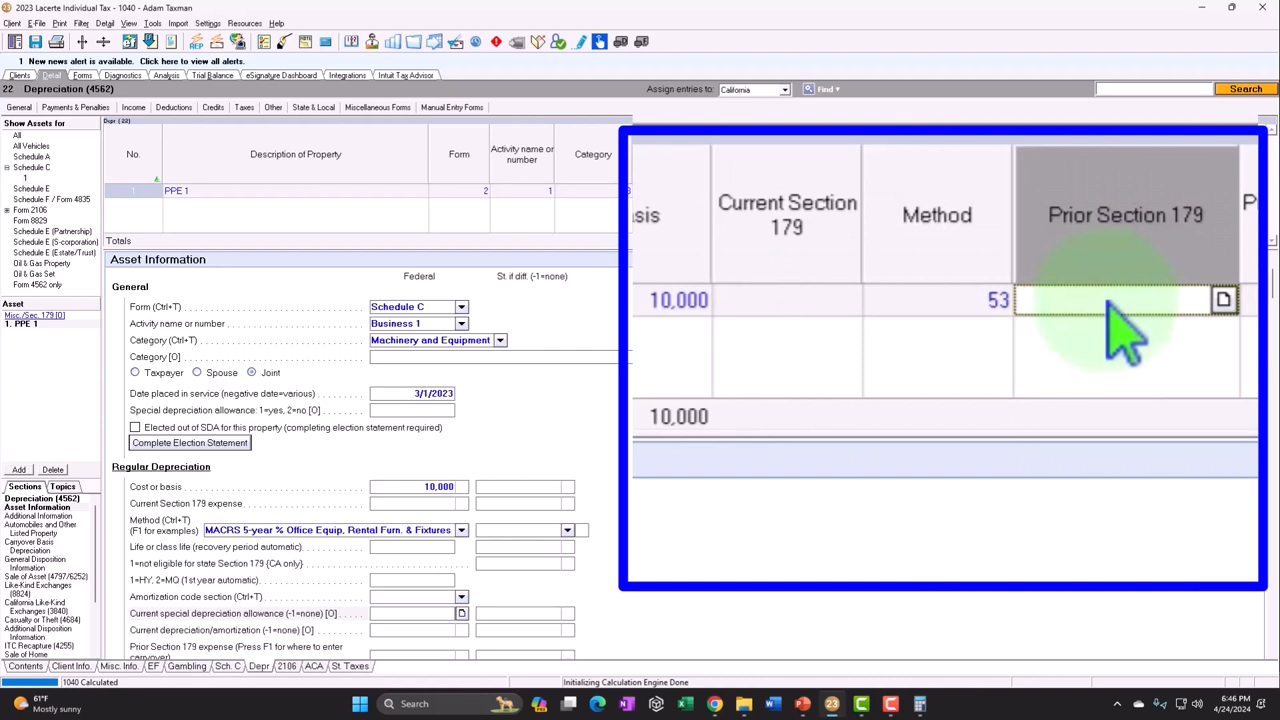 2023 Lacerte Individual Tax - 1040 - Adam Taxman
Client E-File Print Filter Detail View Tools Import Settings Resources Help
1 New news alert is available. Click here to view all alerts.
Clients Detail Forms Diagnostics Analysis Trial Balance eSignature Dashboard Integrations Intuit Tax Advisor
22 Depreciation (4562) Assign entries to: California Find Search
General Payments & Penalties Income Deductions Credits Taxes Other State & Local Miscellaneous Forms Manual Entry Forms
Show Assets for
All
All Vehicles
Schedule A
Schedule C
1
Schedule E
Schedule F / Form 4835
Form 2106
Form 8829
Schedule E (Partnership)
Schedule E (S-corporation)
Schedule E (Estate/Trust)
Oil & Gas Property
Oil & Gas Set
Form 4562 only
Asset
Misc./Sec. 179 [O]
1. PPE 1
Add Delete
Sections Topics
Depreciation (4562)
Asset Information
Additional Information
Automobiles and Other
Listed Property
Carryover Basis
Depreciation
General Disposition
Information
Sale of Asset (4797/6252)
Like-Kind Exchanges
(8824)
California Like-Kind
Exchanges (3840)
Casualty or Theft (4684)
Additional Disposition
Information
ITC Recapture (4255)
Sale of Home
Depr (22)
No. Description of Property Form Activity name or number Category
1 PPE 1 2 1
Totals
Asset Information
Federal St. if diff. (-1=none)
General
Form (Ctrl+T) Schedule C
Activity name or number Business 1
Category (Ctrl+T) Machinery and Equipment
Category [O]
Taxpayer Spouse Joint
Date placed in service (negative date=various) 3/1/2023
Special depreciation allowance: 1=yes, 2=no [O]
Elected out of SDA for this property (completing election statement required)
Complete Election Statement
Regular Depreciation
Cost or basis 10,000
Current Section 179 expense
Method (Ctrl+T)
(F1 for examples) MACRS 5-year % Office Equip, Rental Furn. & Fixtures
Life or class life (recovery period automatic)
1=not eligible for state Section 179 {CA only}
1=HY, 2=MQ (1st year automatic)
Amortization code section (Ctrl+T)
Current special depreciation allowance (-1=none) [O]
Current depreciation/amortization (-1=none) [O]
Prior Section 179 expense (Press F1 for where to enter
carryover)
sis Current Section 179 Method Prior Section 179 P
10,000 53
10,000
Contents Client Info. Misc. Info. EF Gambling Sch. C Depr 2106 ACA St. Taxes
1040 Calculated Initializing Calculation Engine Done
61°F
Mostly sunny
Search
23
6:46 PM
4/24/2024